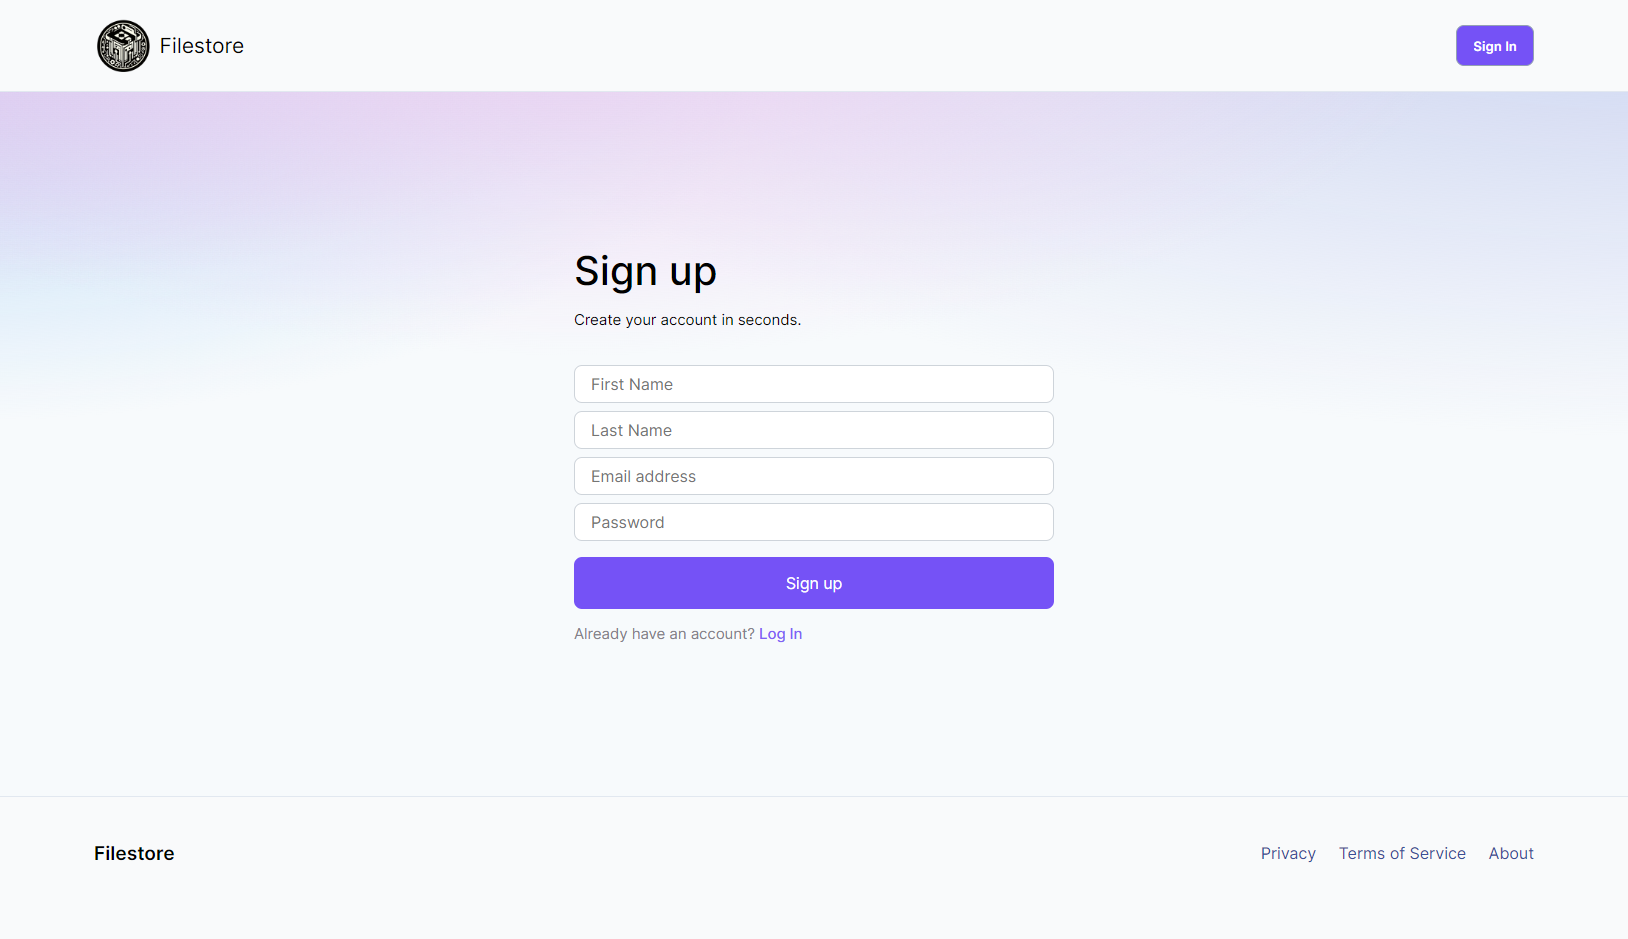 Filestore
Sign In
Sign up
Create your account in seconds.
First Name
Last Name
Email address
Password
Sign up
Already have an account? Log In
Filestore
Privacy
Terms of Service
About